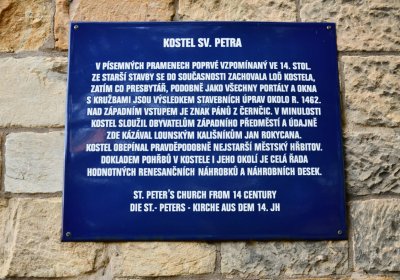 KOSTEL SV. PETRA
V PÍSEMNÝCH PRAMENECH POPRVÉ VZPOMÍNANÝ VE 14. STOL.
ZE STARŠÍ STAVBY SE DO SOUČASNOSTI ZACHOVALA LOĎ KOSTELA,
ZATÍM CO PRESBYTÁŘ, PODOBNĚ JAKO VŠECHNY PORTÁLY A OKNA
S KRUŽBAMI JSOU VÝSLEDKEM STAVEBNÍCH ÚPRAV OKOLO R. 1462.
NAD ZÁPADNÍM VSTUPEM JE ZNAK PÁNŮ Z ČERNČIC. V MINULOSTI
KOSTEL SLOUŽIL OBYVATELŮM ZÁPADNÍHO PŘEDMĚSTÍ A ÚDAJNĚ
ZDE KÁZÁVAL LOUNSKÝM KALIŠNÍKŮM JAN ROKYCANA.
KOSTEL OBEPÍNAL PRAVDĚPODOBNĚ NEJSTARŠÍ MĚSTSKÝ HŘBITOV.
DOKLADEM POHŘBŮ V KOSTELE I JEHO OKOLÍ JE CELÁ ŘADA
HODNOTNÝCH RENESANČNÍCH NÁHROBKŮ A NÁHROBNÍCH DESEK.
ST. PETER'S CHURCH FROM 14 CENTURY
DIE ST.- PETERS - KIRCHE AUS DEM 14. JH